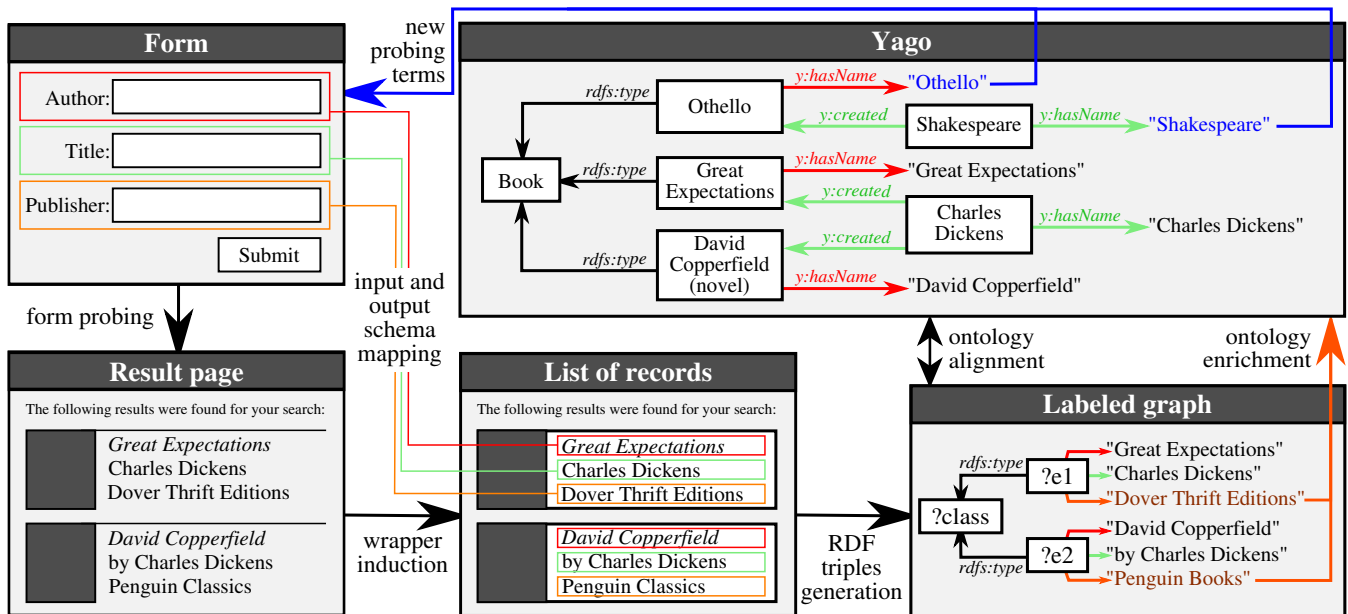 Form
Author:
Title:
Publisher:
Submit
new
probing
terms
Yago
rdfs:type
Othello
y:hasName
"Othello"
y:created
Shakespeare
y:hasName
"Shakespeare"
Book
rdfs:type
Great
Expectations
y:hasName
"Great Expectations"
y:created
Charles
Dickens
y:hasName
"Charles Dickens"
y:created
rdfs:type
David
Copperfield
(novel)
y:hasName
"David Copperfield"
form probing
input and
output
schema
mapping
ontology
alignment
ontology
enrichment
Result page
The following results were found for your search:
Great Expectations
Charles Dickens
Dover Thrift Editions
David Copperfield
by Charles Dickens
Penguin Classics
wrapper
induction
List of records
The following results were found for your search:
Great Expectations
Charles Dickens
Dover Thrift Editions
David Copperfield
by Charles Dickens
Penguin Classics
RDF
triples
generation
Labeled graph
rdfs:type
?e1
"Great Expectations"
"Charles Dickens"
"Dover Thrift Editions"
?class
rdfs:type
?e2
"David Copperfield"
"by Charles Dickens"
"Penguin Books"